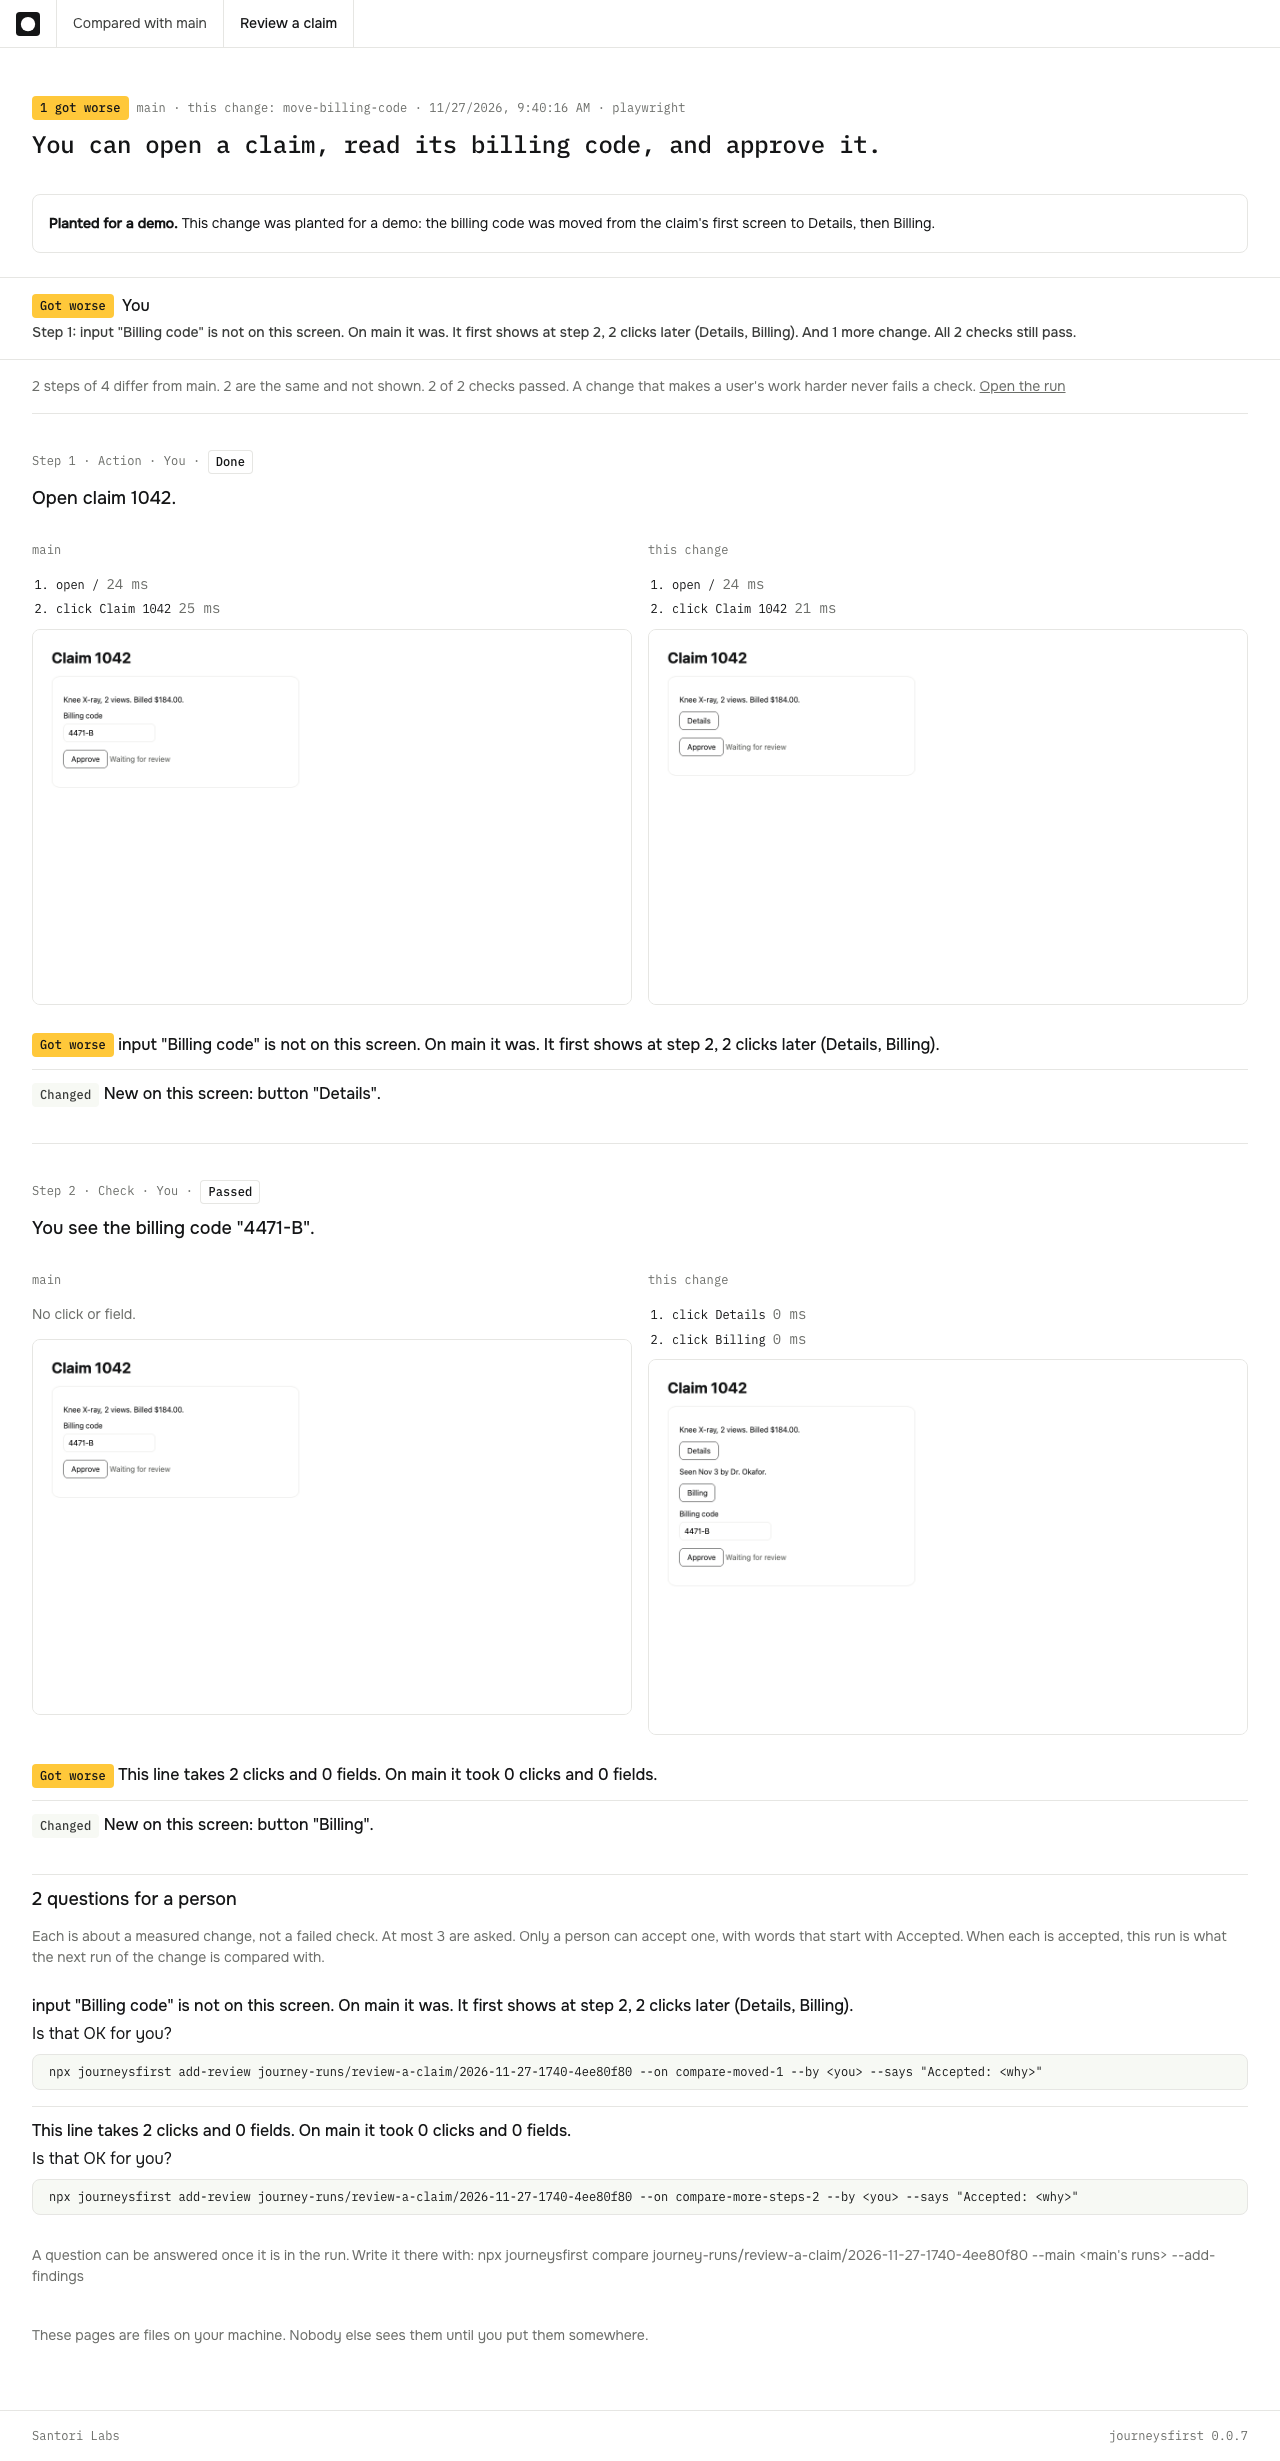 Compared with main
Review a claim
1 got worse main · this change: move-billing-code · 11/27/2026, 9:40:16 AM · playwright
You can open a claim, read its billing code, and approve it.
Planted for a demo. This change was planted for a demo: the billing code was moved from the claim's first screen to Details, then Billing.
Got worse You
Step 1: input "Billing code" is not on this screen. On main it was. It first shows at step 2, 2 clicks later (Details, Billing). And 1 more change. All 2 checks still pass.
2 steps of 4 differ from main. 2 are the same and not shown. 2 of 2 checks passed. A change that makes a user's work harder never fails a check. Open the run
Step 1 · Action · You · Done
Open claim 1042.
main
1. open / 24 ms
2. click Claim 1042 25 ms
Claim 1042
Knee X-ray, 2 views. Billed $184.00.
Billing code
4471-B
Approve Waiting for review
this change
1. open / 24 ms
2. click Claim 1042 21 ms
Claim 1042
Knee X-ray, 2 views. Billed $184.00.
Details
Approve Waiting for review
Got worse input "Billing code" is not on this screen. On main it was. It first shows at step 2, 2 clicks later (Details, Billing).
Changed New on this screen: button "Details".
Step 2 · Check · You · Passed
You see the billing code "4471-B".
main
No click or field.
Claim 1042
Knee X-ray, 2 views. Billed $184.00.
Billing code
4471-B
Approve Waiting for review
this change
1. click Details 0 ms
2. click Billing 0 ms
Claim 1042
Knee X-ray, 2 views. Billed $184.00.
Details
Seen Nov 3 by Dr. Okafor.
Billing
Billing code
4471-B
Approve Waiting for review
Got worse This line takes 2 clicks and 0 fields. On main it took 0 clicks and 0 fields.
Changed New on this screen: button "Billing".
2 questions for a person
Each is about a measured change, not a failed check. At most 3 are asked. Only a person can accept one, with words that start with Accepted. When each is accepted, this run is what
the next run of the change is compared with.
input "Billing code" is not on this screen. On main it was. It first shows at step 2, 2 clicks later (Details, Billing).
Is that OK for you?
npx journeysfirst add-review journey-runs/review-a-claim/2026-11-27-1740-4ee80f80 --on compare-moved-1 --by <you> --says "Accepted: <why>"
This line takes 2 clicks and 0 fields. On main it took 0 clicks and 0 fields.
Is that OK for you?
npx journeysfirst add-review journey-runs/review-a-claim/2026-11-27-1740-4ee80f80 --on compare-more-steps-2 --by <you> --says "Accepted: <why>"
A question can be answered once it is in the run. Write it there with: npx journeysfirst compare journey-runs/review-a-claim/2026-11-27-1740-4ee80f80 --main <main's runs> --add-
findings
These pages are files on your machine. Nobody else sees them until you put them somewhere.
Santori Labs
journeysfirst 0.0.7